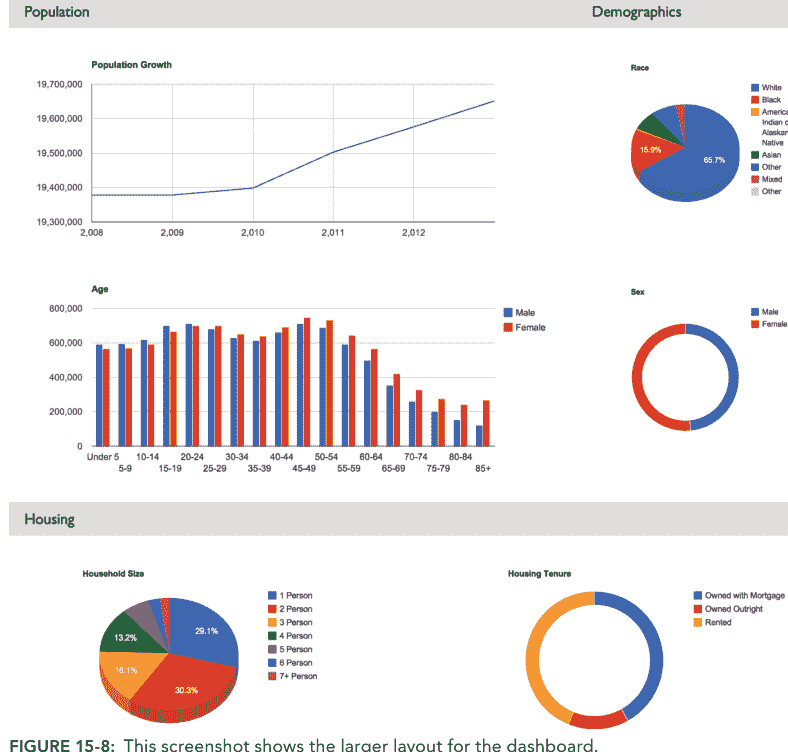 Population
Demographics
Population Growth
19,700,000
19,600,000
19,500,000
19,400,000
19,300,000
2,008
2,009
2,010
2,011
2,012
Race
65.7%
15.9%
White
Black
America
Indian o
Alaskan
Native
Asian
Other
Mixed
Other
Age
800,000
600,000
400,000
200,000
0
Under 5
5-9
10-14
15-19
20-24
25-29
30-34
35-39
40-44
45-49
50-54
55-59
60-64
65-69
70-74
75-79
80-84
85+
Male
Female
Sex
Male
Female
Housing
Household Size
29.1%
30.3%
16.1%
13.2%
1 Person
2 Person
3 Person
4 Person
5 Person
6 Person
7+ Person
Housing Tenure
Owned with Mortgage
Owned Outright
Rented
FIGURE 15-8: This screenshot shows the larger layout for the dashboard.